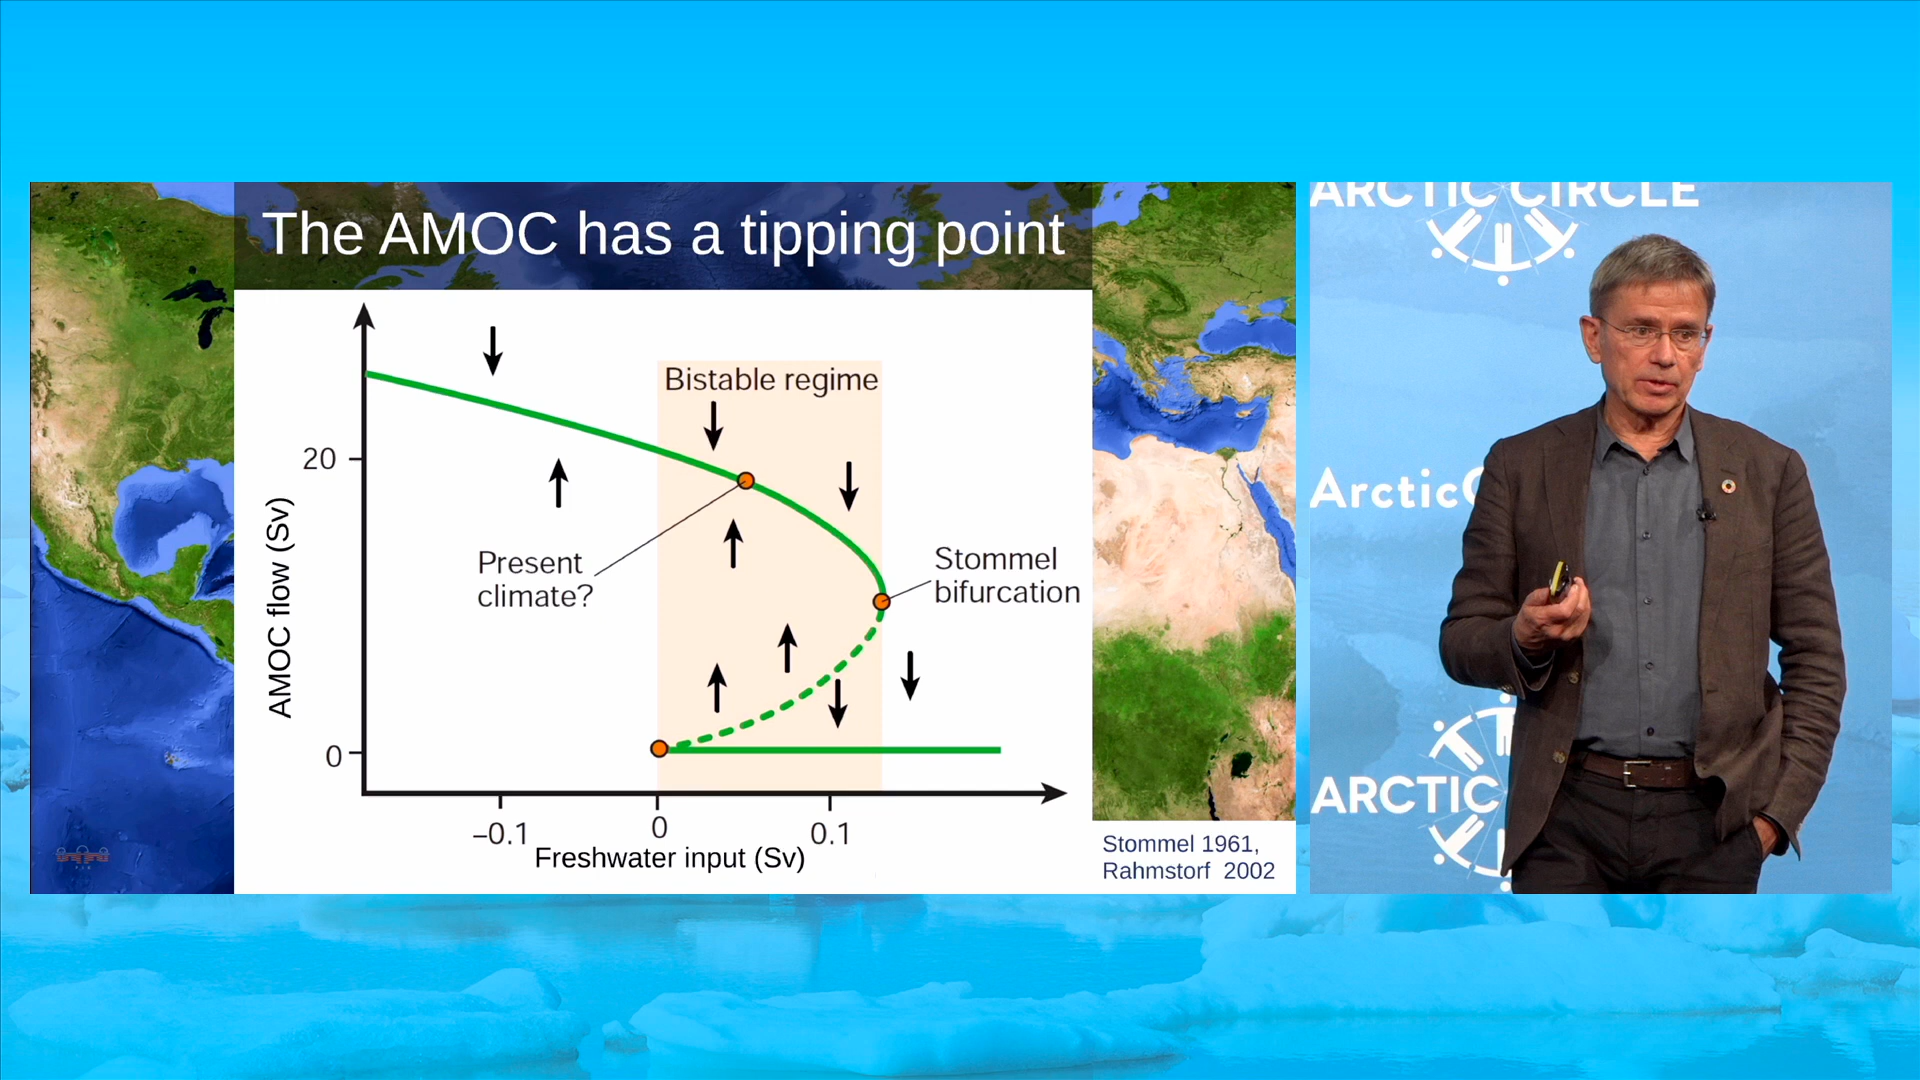 The AMOC has a tipping point
Bistable regime
20
AMOC flow (Sv)
Present
climate?
Stommel
bifurcation
0
–0.1
0
0.1
Freshwater input (Sv)
Stommel 1961,
Rahmstorf 2002
ARCTIC CIRCLE
ArcticC
ARCTIC